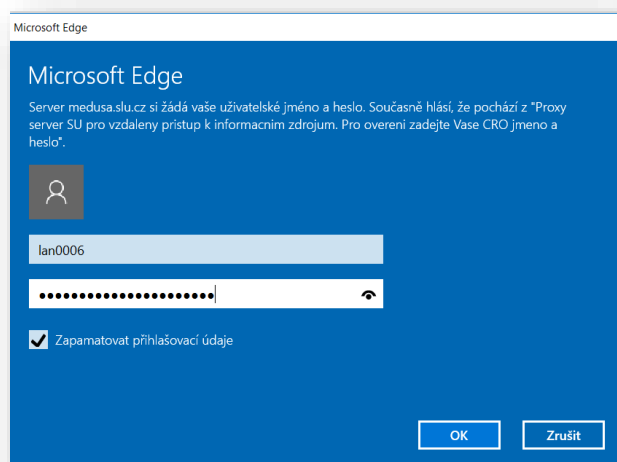 Microsoft Edge
Microsoft Edge
Server medusa.slu.cz si žádá vaše uživatelské jméno a heslo. Současně hlásí, že pochází z "Proxy
server SU pro vzdaleny pristup k informacnim zdrojum. Pro overeni zadejte Vase CRO jmeno a
heslo".
lan0006
●●●●●●●●●●●●●●●●●●●●●●
Zapamatovat přihlašovací údaje
OK Zrušit